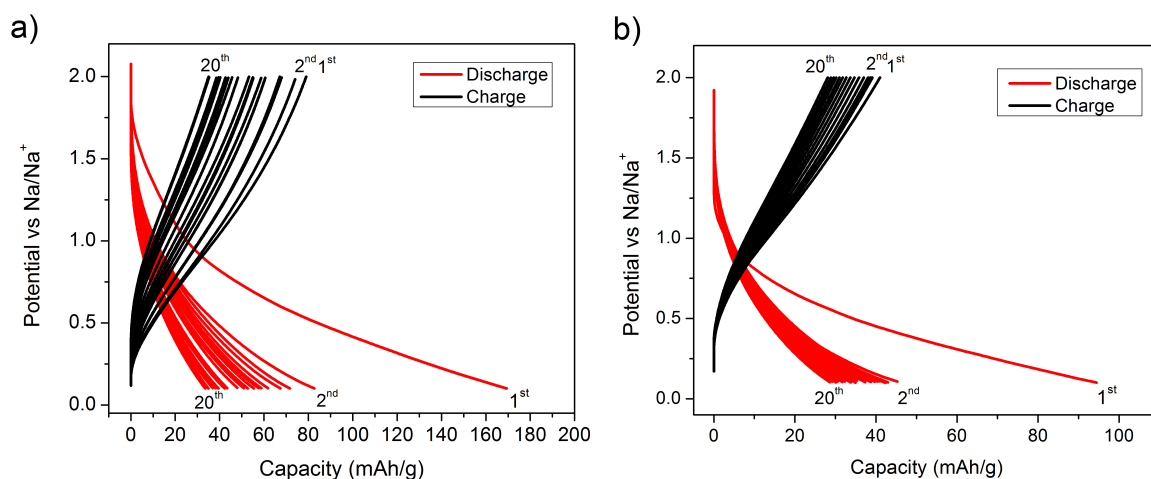 a)
Potential vs Na/Na⁺
2.0
1.5
1.0
0.5
0.0
20th
2nd 1st
Discharge
Charge
20th
2nd
1st
0 20 40 60 80 100 120 140 160 180 200
Capacity (mAh/g)
b)
Potential vs Na/Na⁺
2.0
1.5
1.0
0.5
0.0
20th
2nd 1st
Discharge
Charge
20th
2nd
1st
0 20 40 60 80 100
Capacity (mAh/g)